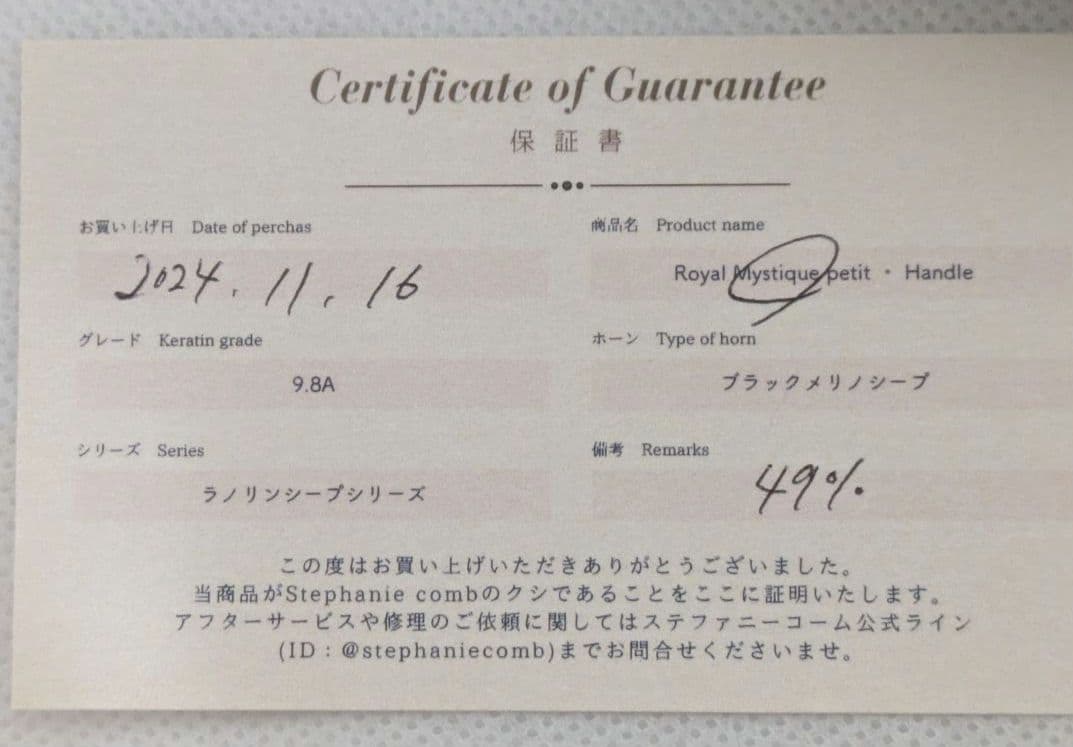 Certificate of Guarantee
保証書
お買い上げ日 Date of perchas
2024. 11. 16
商品名 Product name
Royal Mystique petit・Handle
グレード Keratin grade
9.8A
ホーン Type of horn
ブラックメリノシープ
シリーズ Series
ラノリンシープシリーズ
備考 Remarks
49%
この度はお買い上げいただきありがとうございました。
当商品がStephanie combのクシであることをここに証明いたします。
アフターサービスや修理のご依頼に関してはステファニーコーム公式ライン
(ID：@stephaniecomb)までお問合せくださいませ。